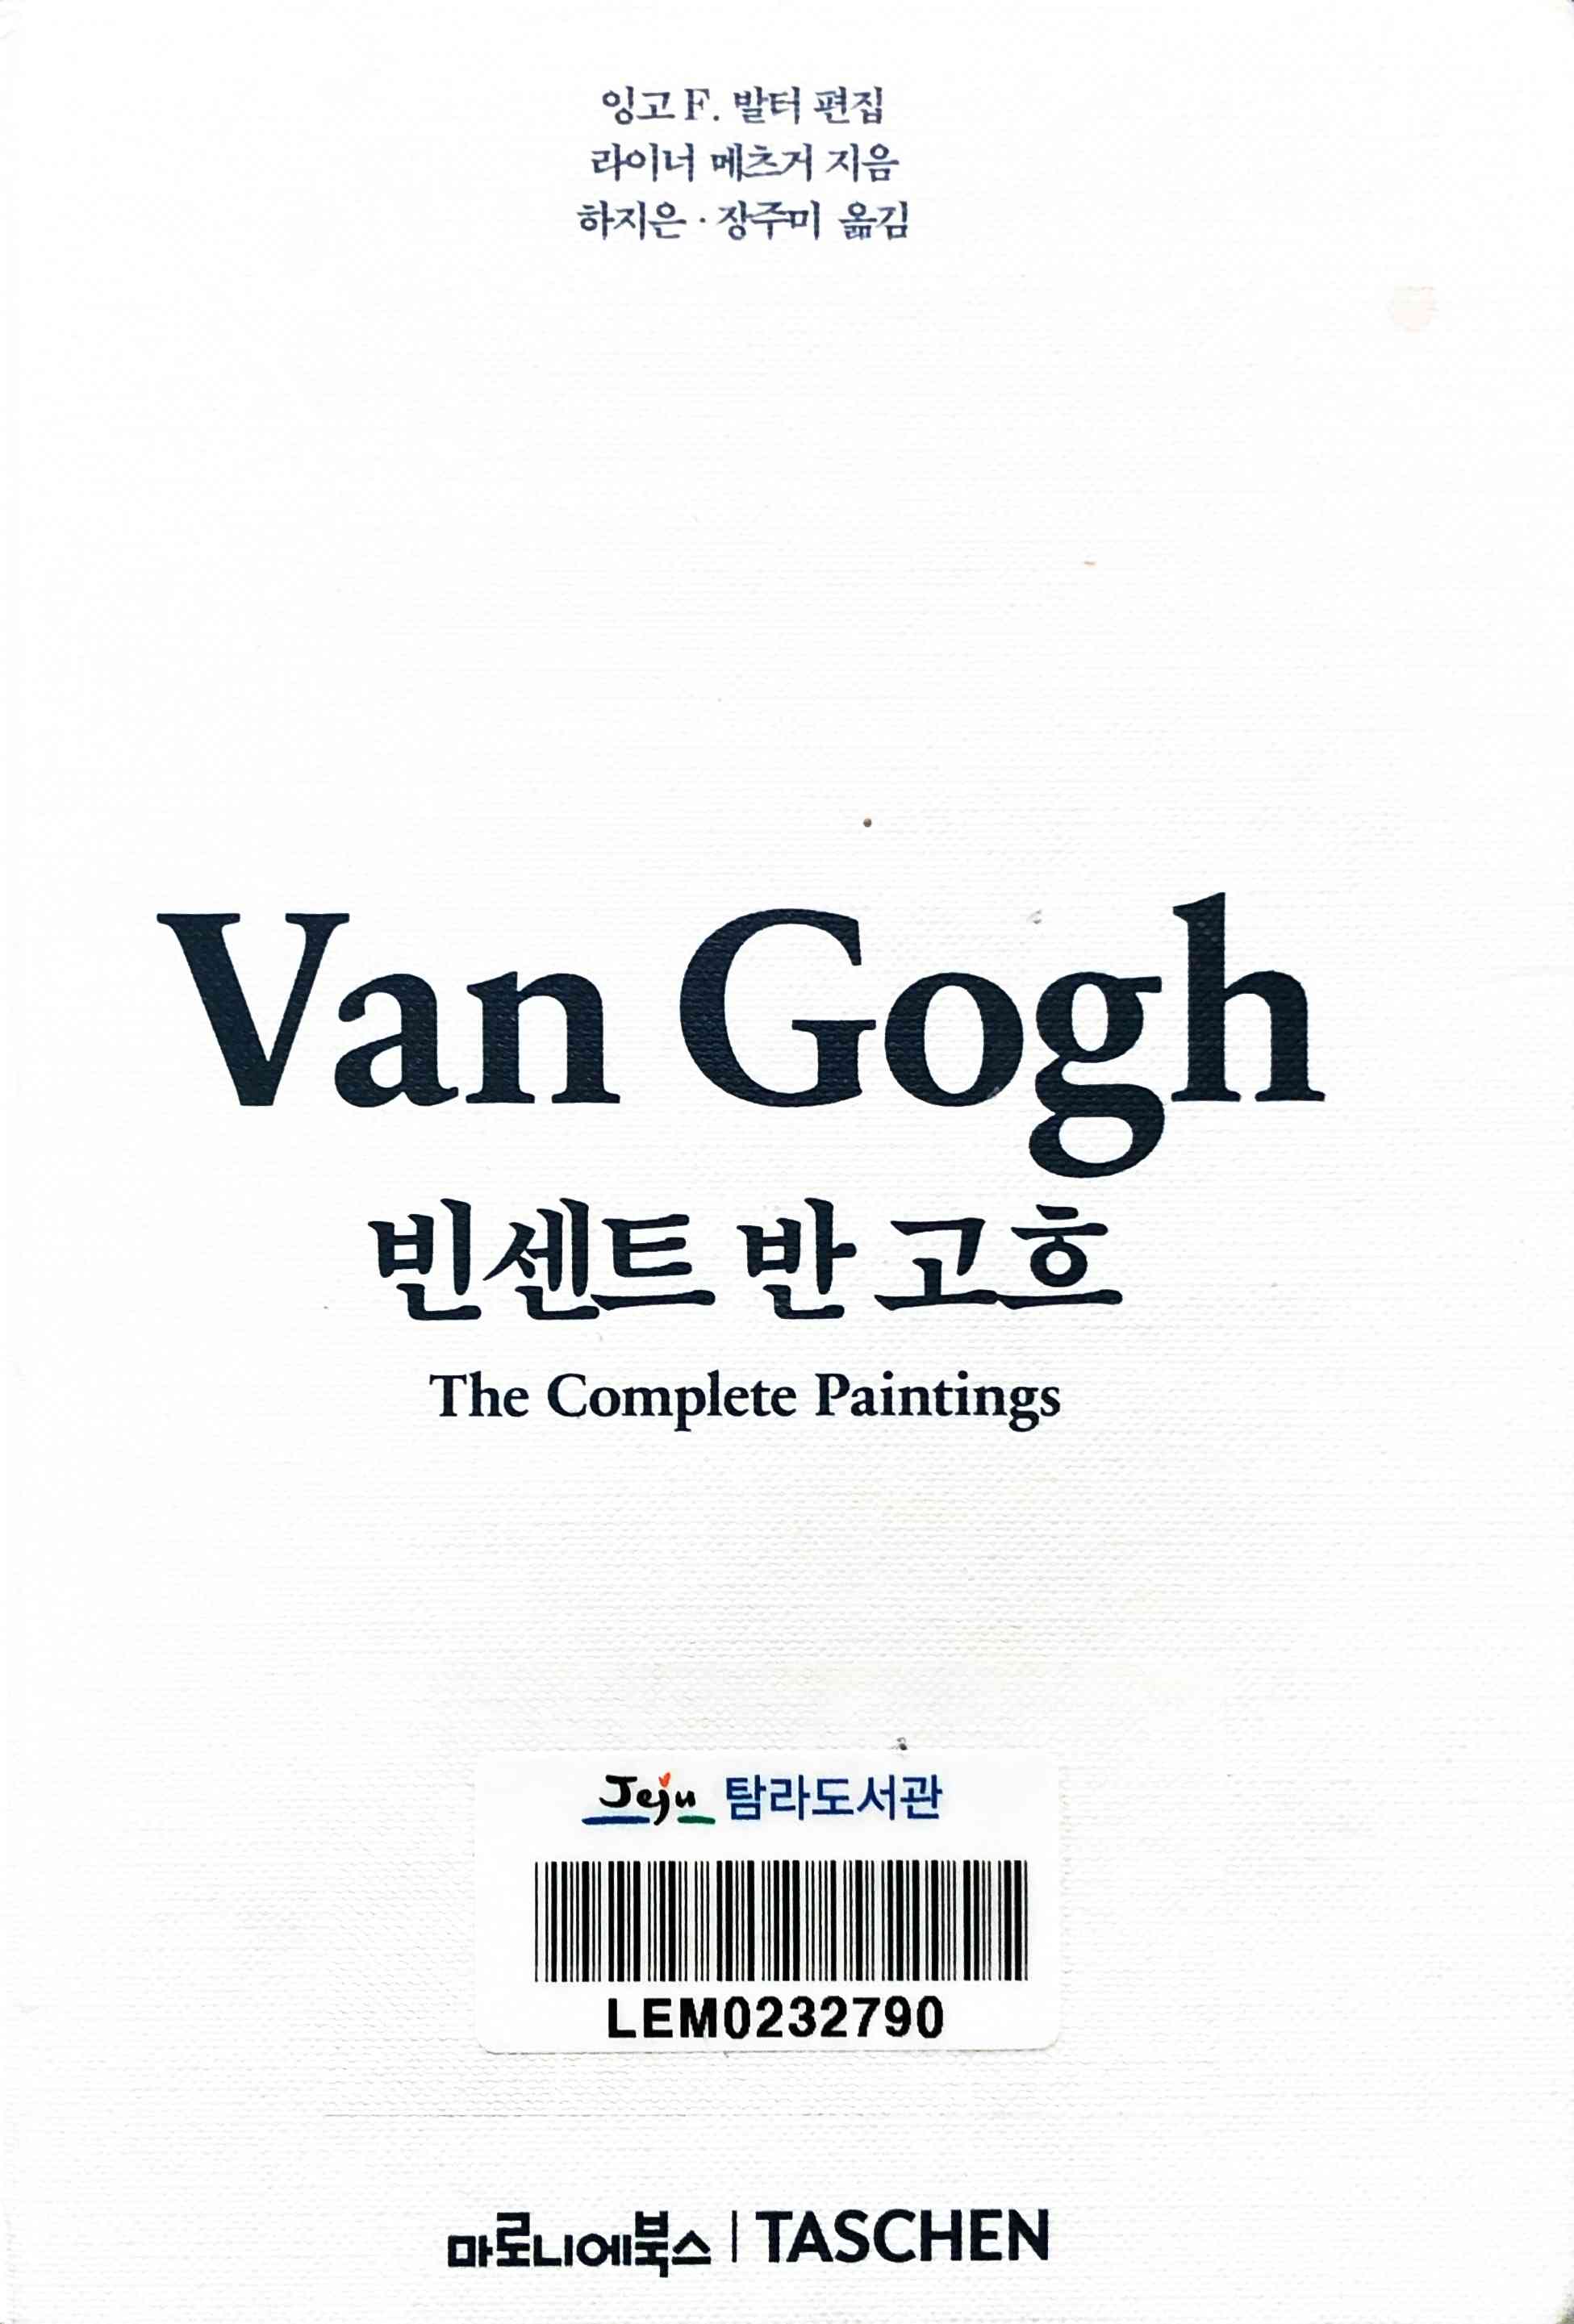 잉고 F. 발터 편집
라이너 메츠거 지음
하지은 · 장주미 옮김
Van Gogh
빈센트 반 고흐
The Complete Paintings
Jeju 탐라도서관
LEM0232790
마로니에북스 | TASCHEN